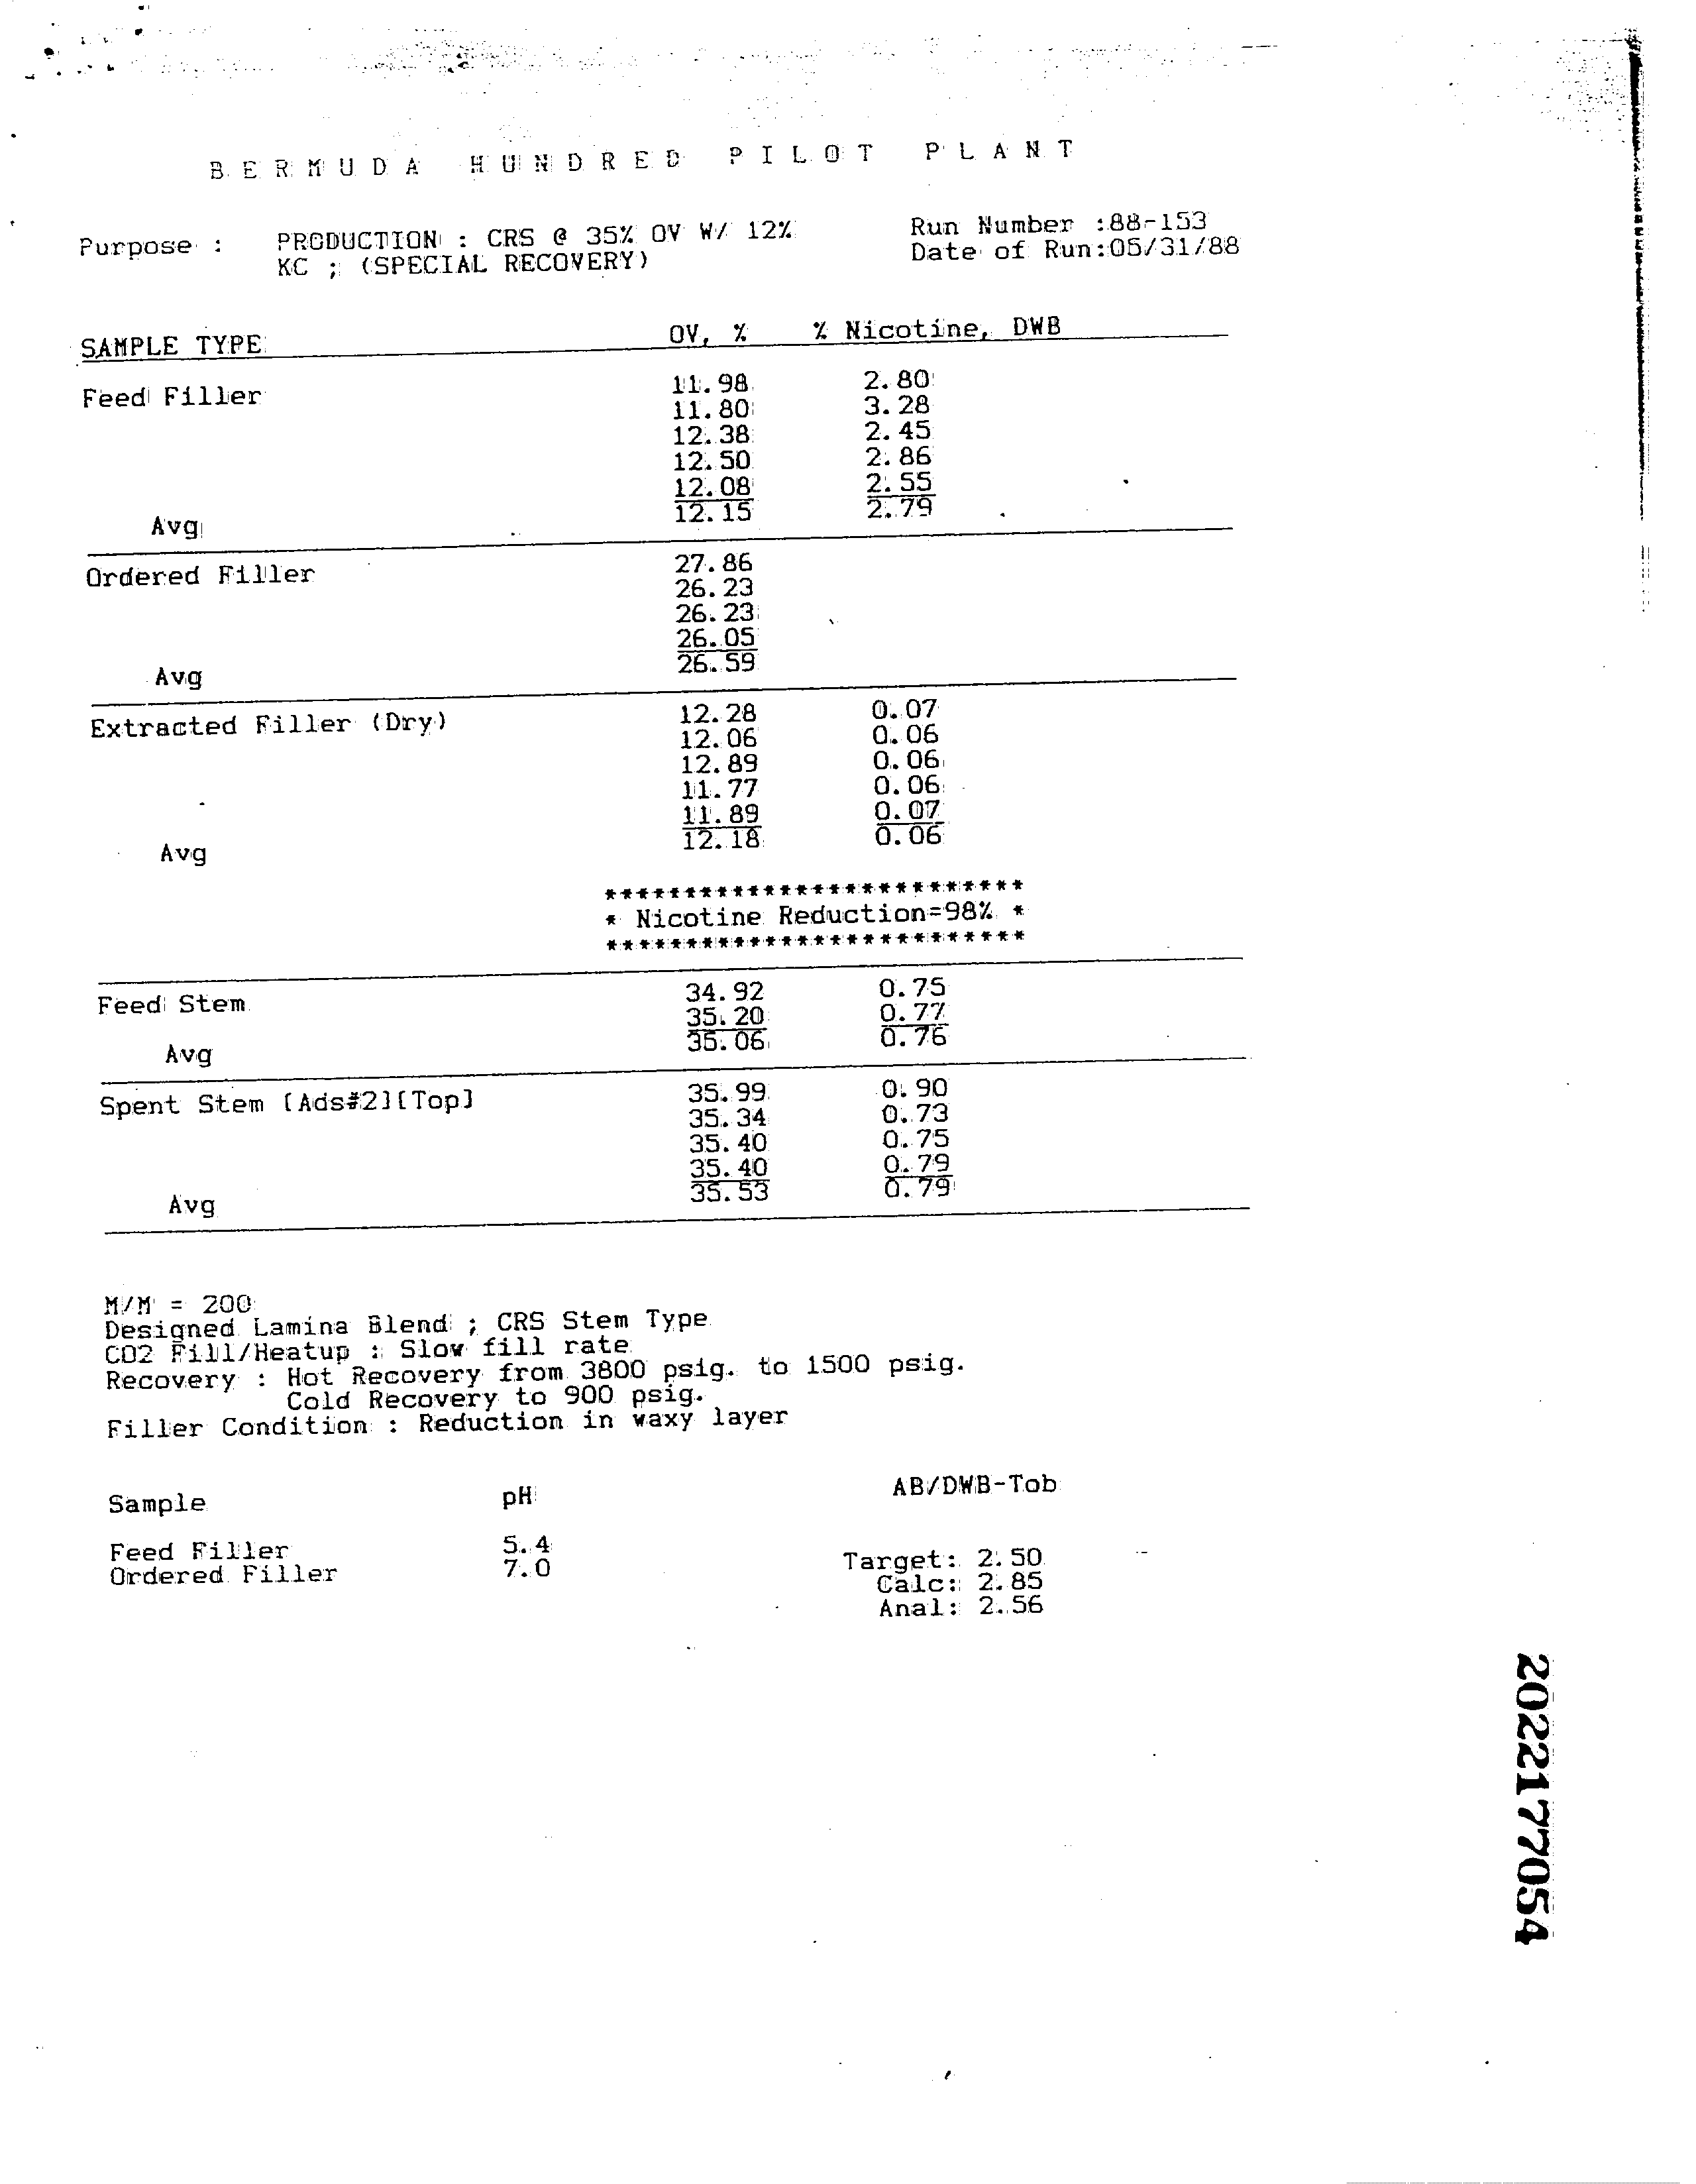 BERMUDA HUNDRED PILOT PLANT
Purpose : PRODUCTION : CRS @ 35% OV W/ 12% Run Number :88-153
KC ; (SPECIAL RECOVERY) Date of Run:05/31/88
SAMPLE TYPE OV, % % Nicotine, DWB
Feed Filler 11.98 2.80
11.80 3.28
12.38 2.45
12.50 2.86
12.08 2.55
Avg 12.15 2.79
Ordered Filler 27.86
26.23
26.23
26.05
Avg 26.59
Extracted Filler (Dry) 12.28 0.07
12.06 0.06
12.89 0.06
11.77 0.06
11.89 0.07
Avg 12.18 0.06
**************************
* Nicotine Reduction=98% *
**************************
Feed Stem 34.92 0.75
35.20 0.77
Avg 35.06 0.76
Spent Stem [Ads#2][Top] 35.99 0.90
35.34 0.73
35.40 0.75
35.40 0.79
Avg 35.53 0.79
M/M = 200
Designed Lamina Blend ; CRS Stem Type
CO2 Fill/Heatup : Slow fill rate
Recovery : Hot Recovery from 3800 psig. to 1500 psig.
Cold Recovery to 900 psig.
Filler Condition : Reduction in waxy layer
Sample pH AB/DWB-Tob
Feed Filler 5.4 Target: 2.50
Ordered Filler 7.0 Calc: 2.85
Anal: 2.56
2022177054